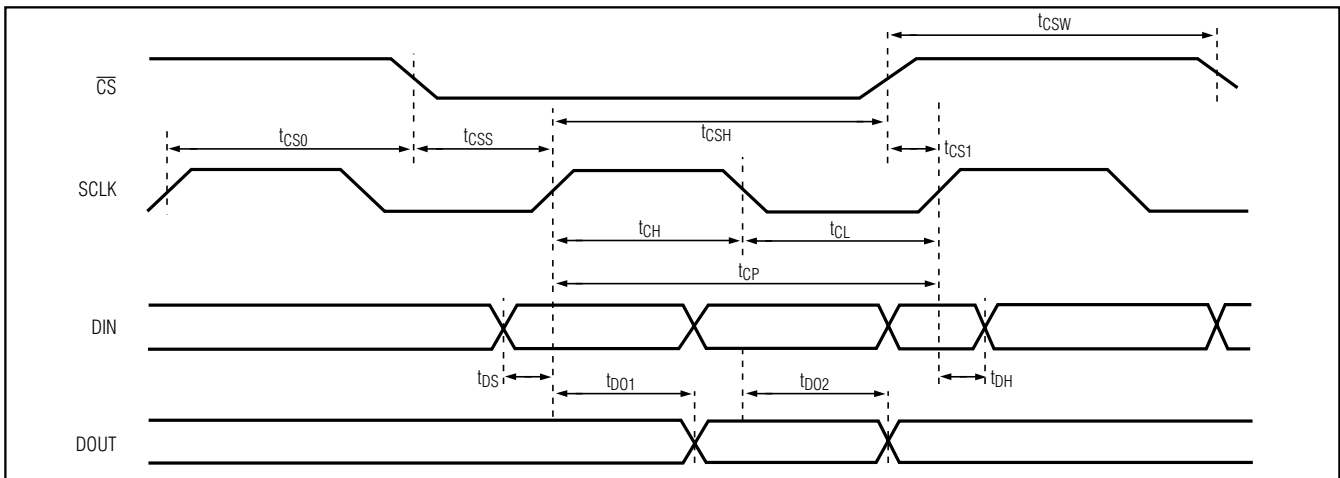 tCSW
CS
tCS0
tCSS
tCSH
tCS1
SCLK
tCH
tCL
tCP
DIN
tDS
tDO1
tDO2
tDH
DOUT